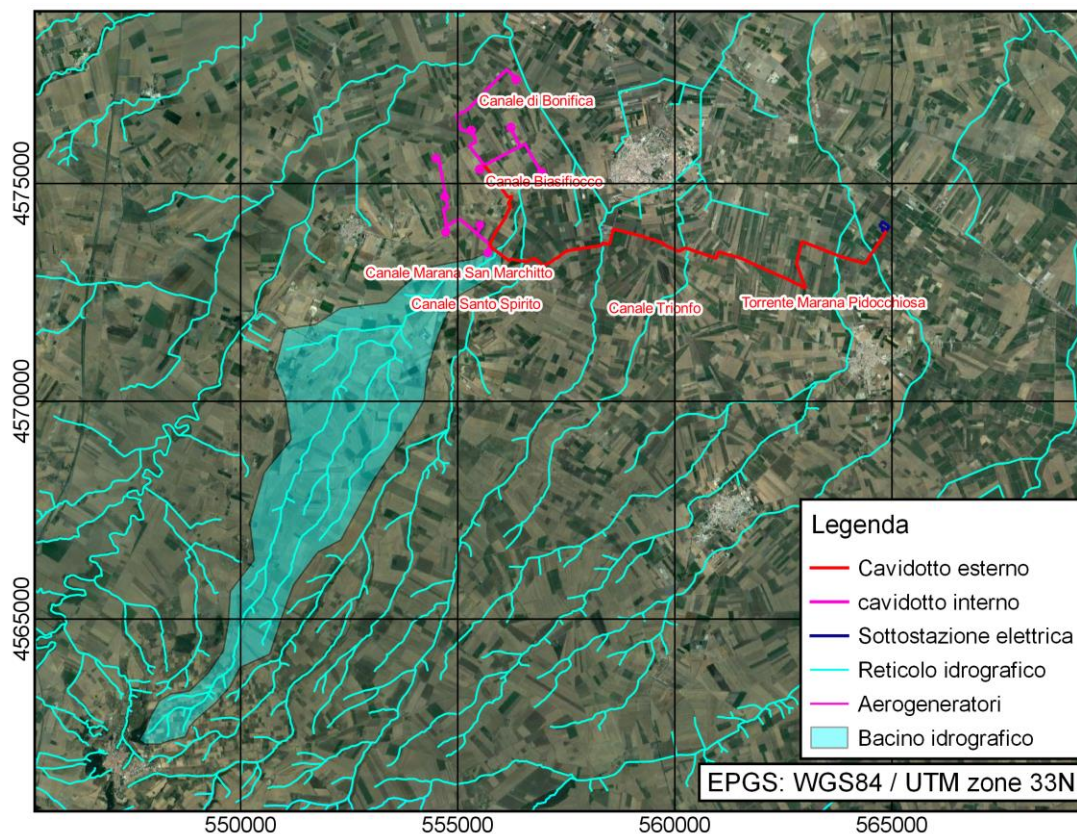 Canale di Bonifica
4575000
Canale Biasifiocco
Canale Marana San Marchitto
Canale Santo Spirito
Canale Trionfo
Torrente Marana Pidocchiosa
4570000
4565000
Legenda
Cavidotto esterno
cavidotto interno
Sottostazione elettrica
Reticolo idrografico
Aerogeneratori
Bacino idrografico
EPGS: WGS84 / UTM zone 33N
550000
555000
560000
565000